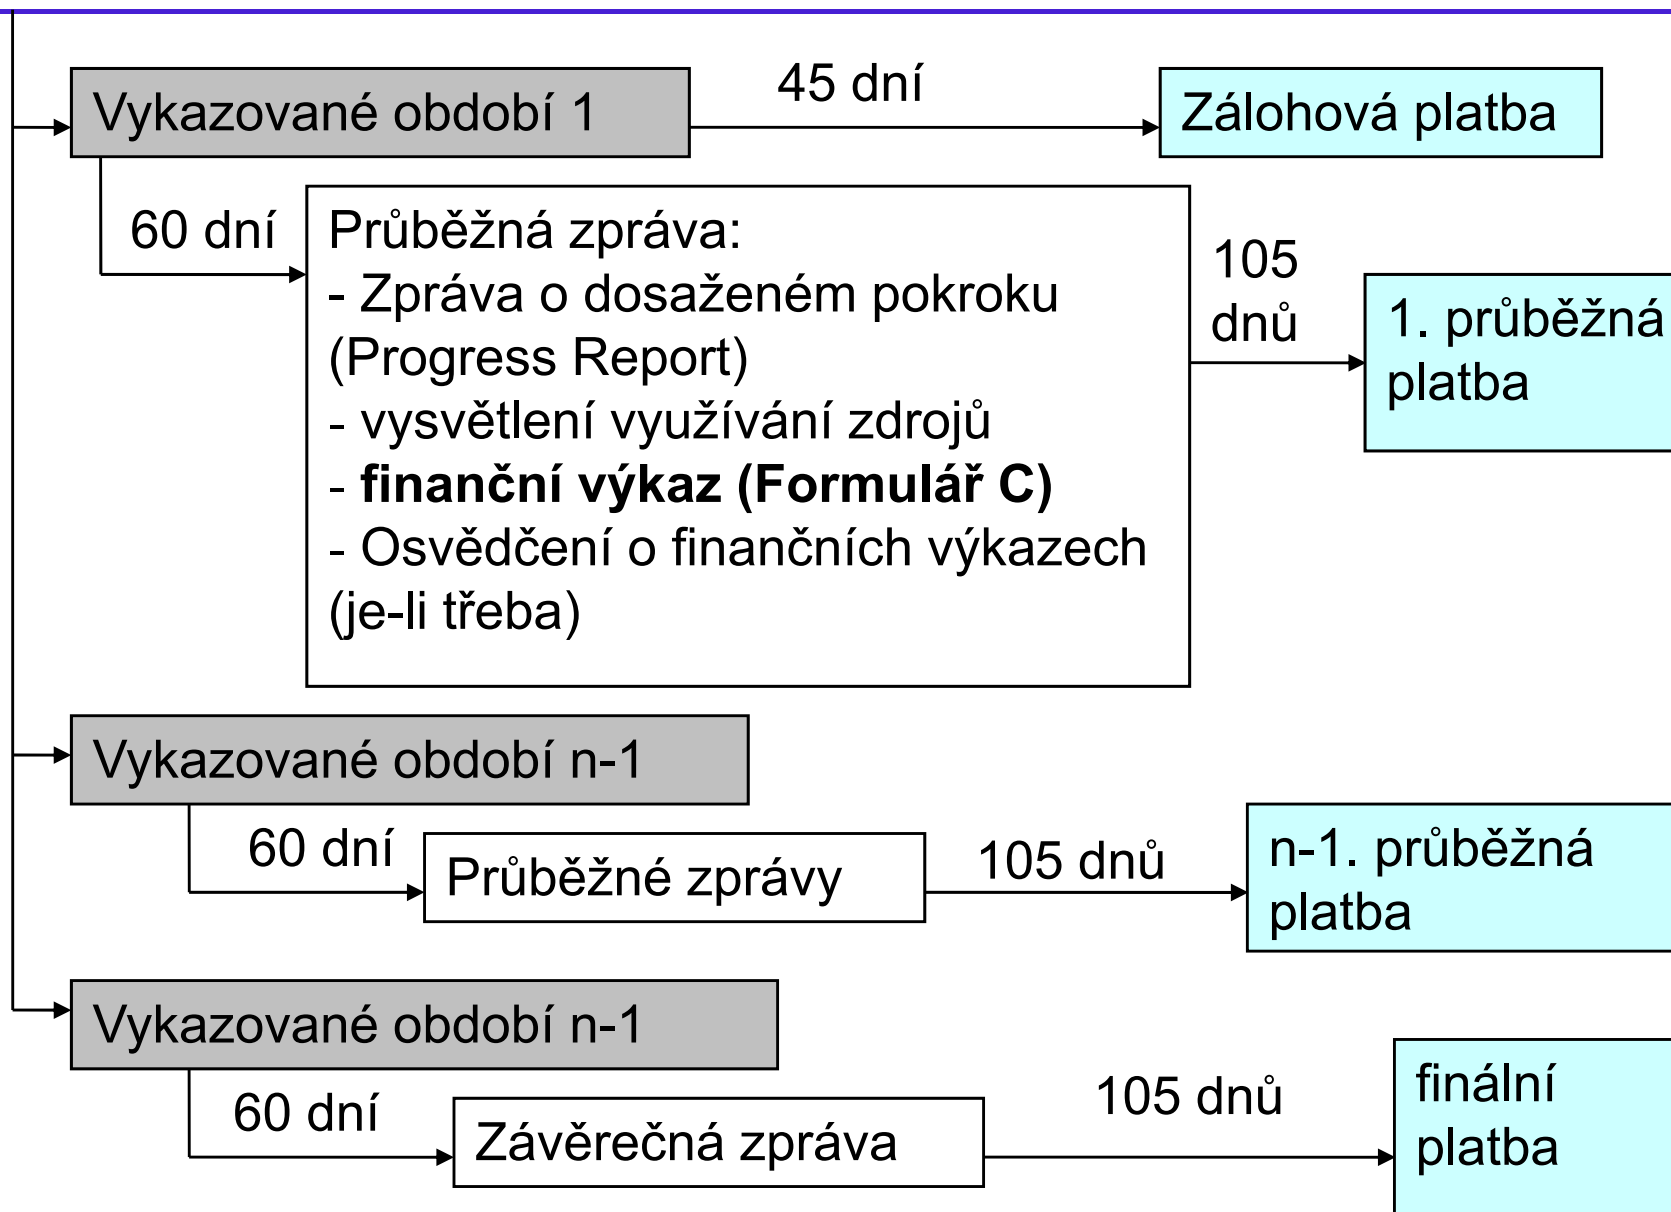 Vykazované období 1
45 dní
Zálohová platba
60 dní
Průběžná zpráva:
- Zpráva o dosaženém pokroku
(Progress Report)
- vysvětlení využívání zdrojů
- finanční výkaz (Formulář C)
- Osvědčení o finančních výkazech
(je-li třeba)
105
dnů
1. průběžná
platba
Vykazované období n-1
60 dní
Průběžné zprávy
105 dnů
n-1. průběžná
platba
Vykazované období n-1
60 dní
Závěrečná zpráva
105 dnů
finální
platba